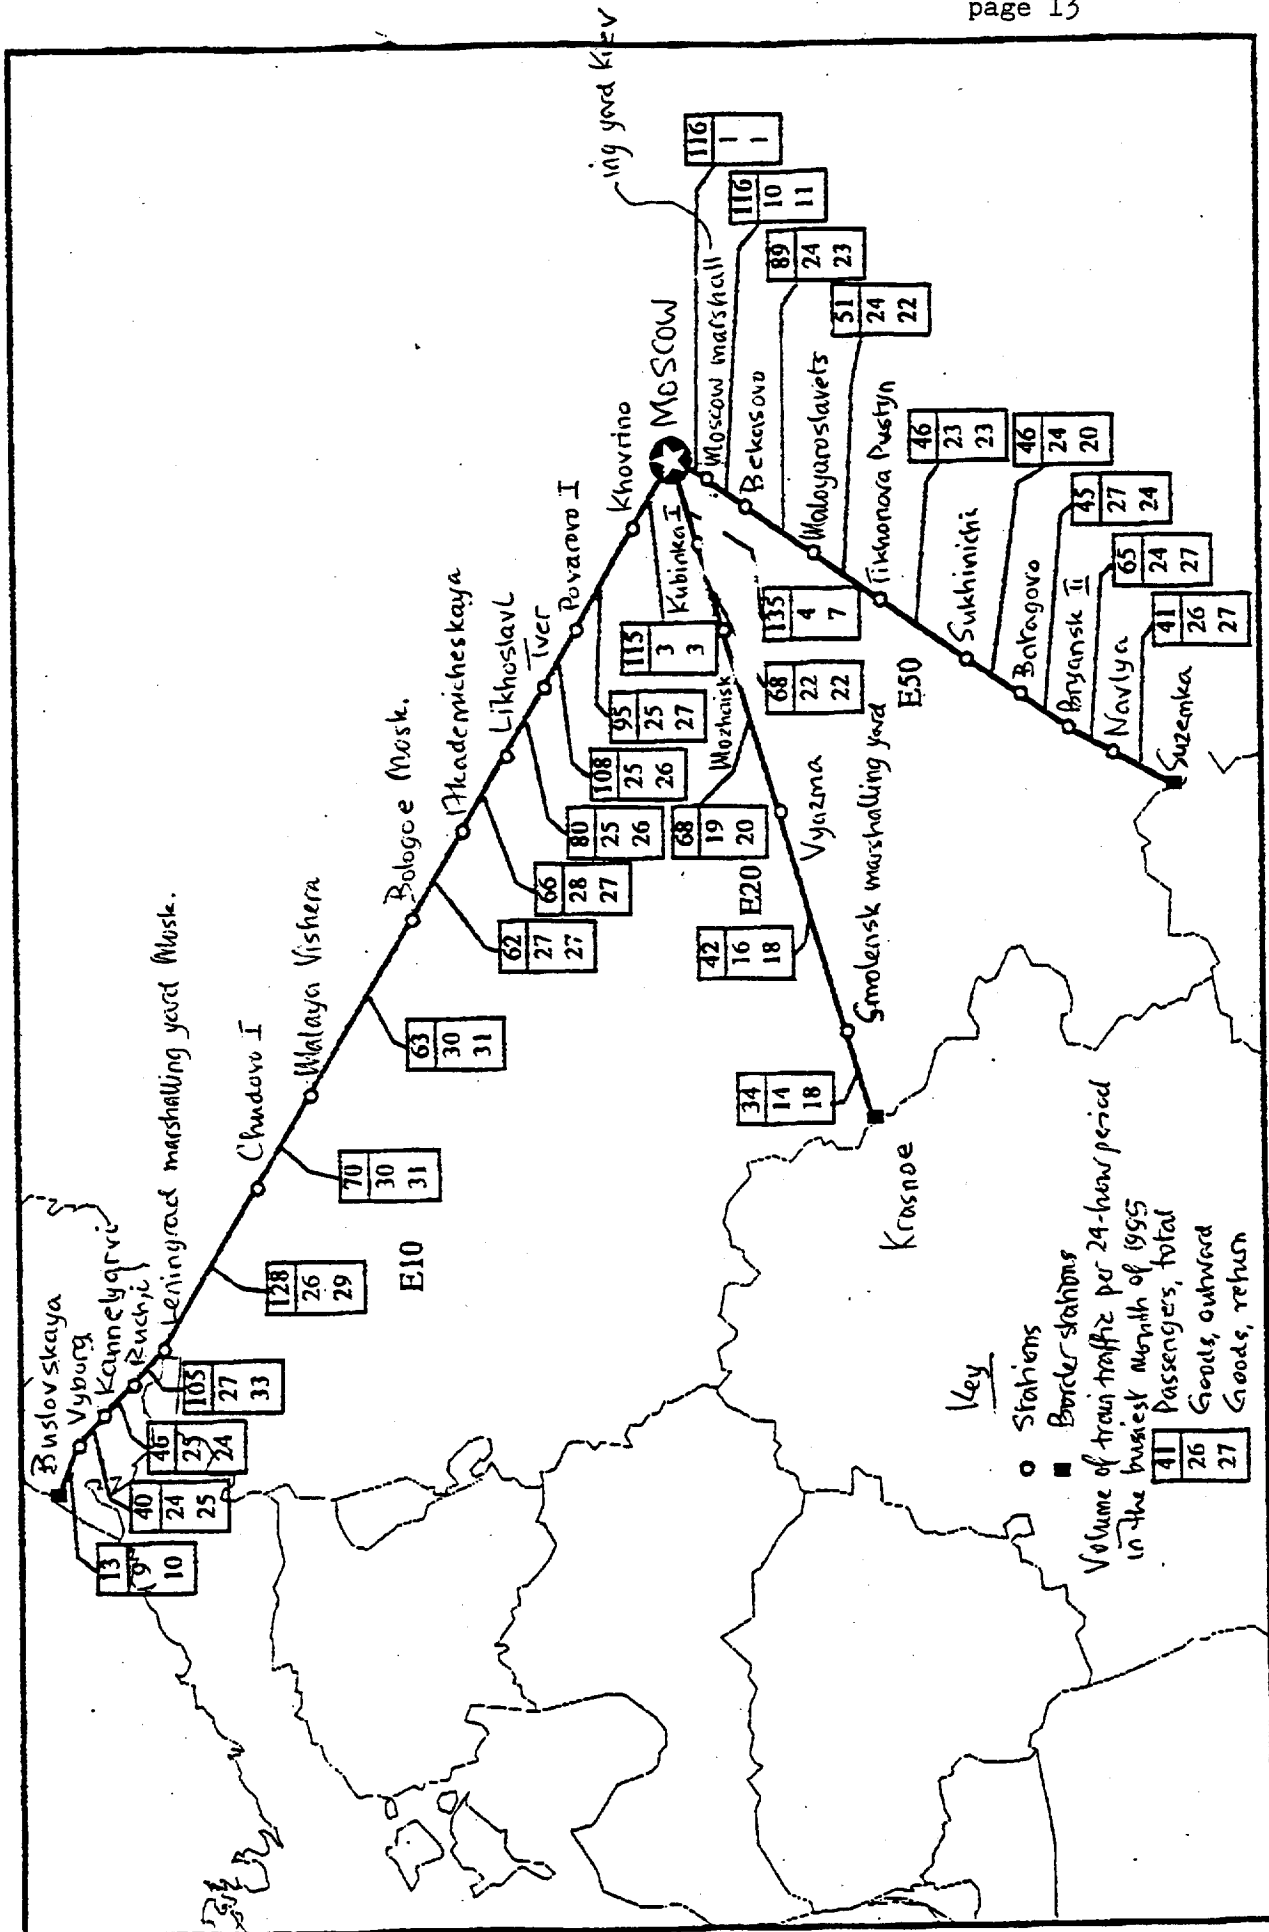 page 13
Buslovskaya
Vyburg
Kannelyarvi
Ruchii
Leningrad marshalling yard Mosk.
Chudovo I
Malaya Vishera
Bologoe Mosk.
Akademicheskaya
Likhoslavl
Tver
Povarovo I
Khovrino
MOSCOW
13
9
10
40
24
25
46
25
24
105
27
33
128
26
29
E10
70
30
31
63
30
31
62
27
27
66
28
27
80
25
26
108
25
26
95
25
27
115
3
3
Kubinka I
Mozhaisk
Vyazma
Smolensk marshalling yard
Krasnoe
135
4
7
68
22
22
68
19
20
E20
42
16
18
34
14
18
Moscow marshall
ing yard Kiev
Bekasovo
Maloyaroslavets
Tikhonova Pustyn
Sukhinichi
Batagovo
Bryansk II
Navlya
Suzemka
116
1
1
116
10
11
89
24
23
51
24
22
46
23
23
46
24
20
45
27
24
65
24
27
41
26
27
E50
Key
Stations
Border stations
Volume of train traffic per 24-hour period
in the busiest month of 1995
41 Passengers, total
26 Goods, outward
27 Goods, return